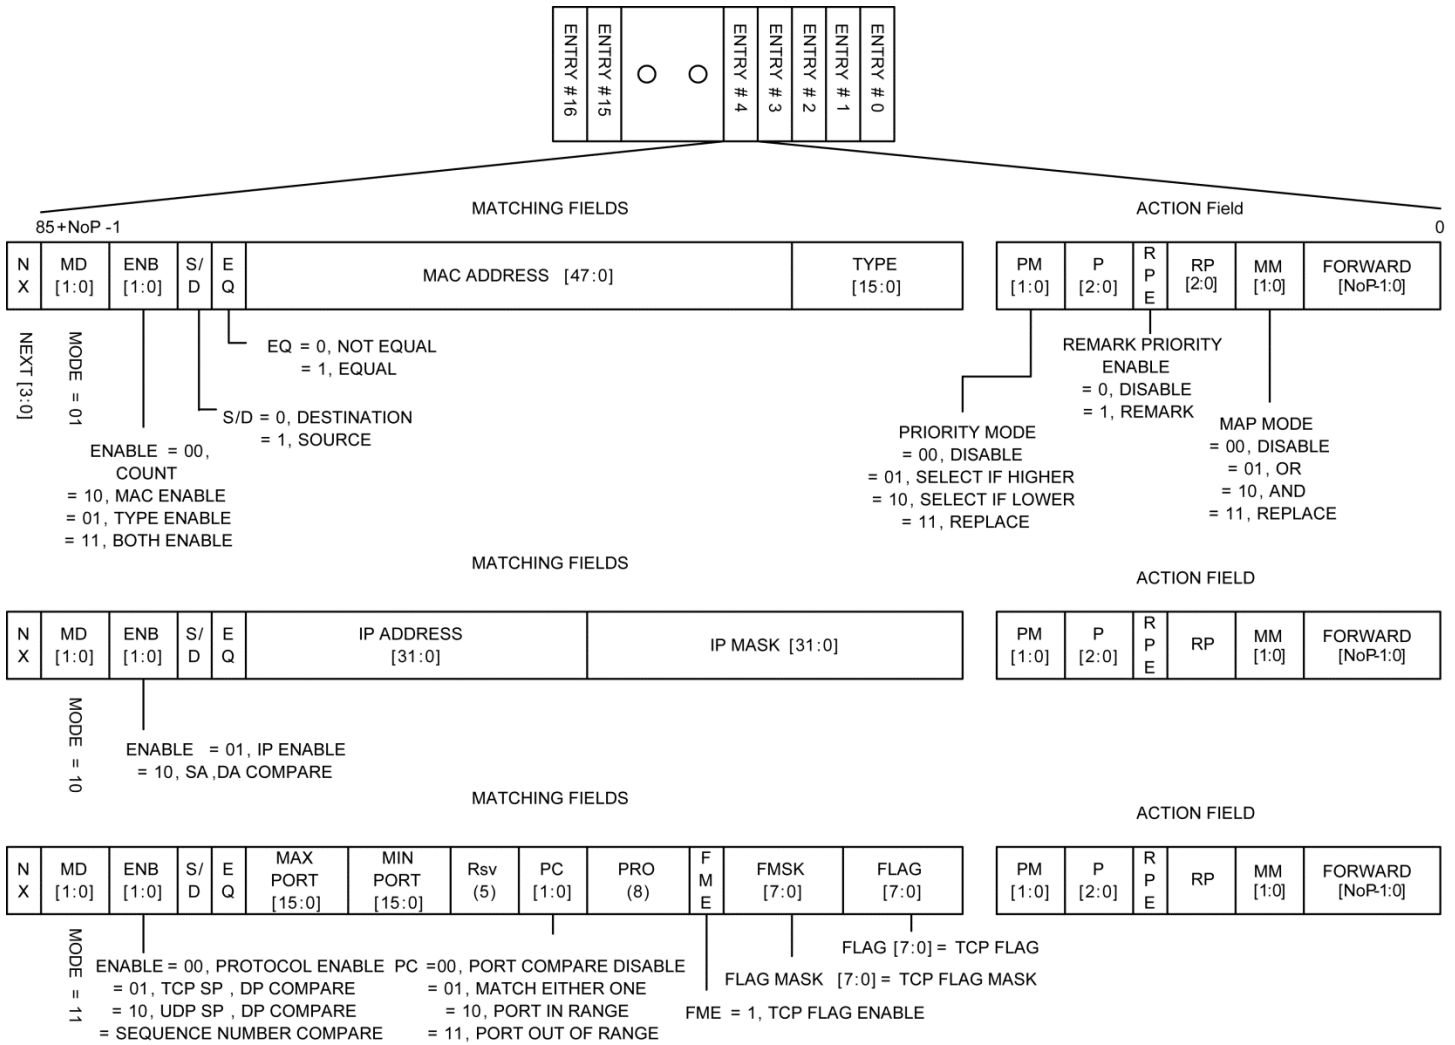 ENTRY # 16
ENTRY # 15
ENTRY # 4
ENTRY # 3
ENTRY # 2
ENTRY # 1
ENTRY # 0
MATCHING FIELDS
ACTION Field
85+NoP -1
0
N
X
MD
[1:0]
ENB
[1:0]
S/
D
E
Q
MAC ADDRESS [47:0]
TYPE
[15:0]
PM
[1:0]
P
[2:0]
R
P
E
RP
[2:0]
MM
[1:0]
FORWARD
[NoP-1:0]
NEXT [3:0]
MODE = 01
ENABLE = 00,
COUNT
= 10, MAC ENABLE
= 01, TYPE ENABLE
= 11, BOTH ENABLE
S/D = 0, DESTINATION
= 1, SOURCE
EQ = 0, NOT EQUAL
= 1, EQUAL
PRIORITY MODE
= 00, DISABLE
= 01, SELECT IF HIGHER
= 10, SELECT IF LOWER
= 11, REPLACE
REMARK PRIORITY
ENABLE
= 0, DISABLE
= 1, REMARK
MAP MODE
= 00, DISABLE
= 01, OR
= 10, AND
= 11, REPLACE
MATCHING FIELDS
ACTION FIELD
N
X
MD
[1:0]
ENB
[1:0]
S/
D
E
Q
IP ADDRESS
[31:0]
IP MASK [31:0]
PM
[1:0]
P
[2:0]
R
P
E
RP
MM
[1:0]
FORWARD
[NoP-1:0]
MODE = 10
ENABLE = 01, IP ENABLE
= 10, SA ,DA COMPARE
MATCHING FIELDS
ACTION FIELD
N
X
MD
[1:0]
ENB
[1:0]
S/
D
E
Q
MAX
PORT
[15:0]
MIN
PORT
[15:0]
Rsv
(5)
PC
[1:0]
PRO
(8)
F
M
E
FMSK
[7:0]
FLAG
[7:0]
PM
[1:0]
P
[2:0]
R
P
E
RP
MM
[1:0]
FORWARD
[NoP-1:0]
MODE = 11
ENABLE = 00, PROTOCOL ENABLE
= 01, TCP SP , DP COMPARE
= 10, UDP SP , DP COMPARE
= SEQUENCE NUMBER COMPARE
PC =00, PORT COMPARE DISABLE
= 01, MATCH EITHER ONE
= 10, PORT IN RANGE
= 11, PORT OUT OF RANGE
FLAG [7:0] = TCP FLAG
FLAG MASK [7:0] = TCP FLAG MASK
FME = 1, TCP FLAG ENABLE